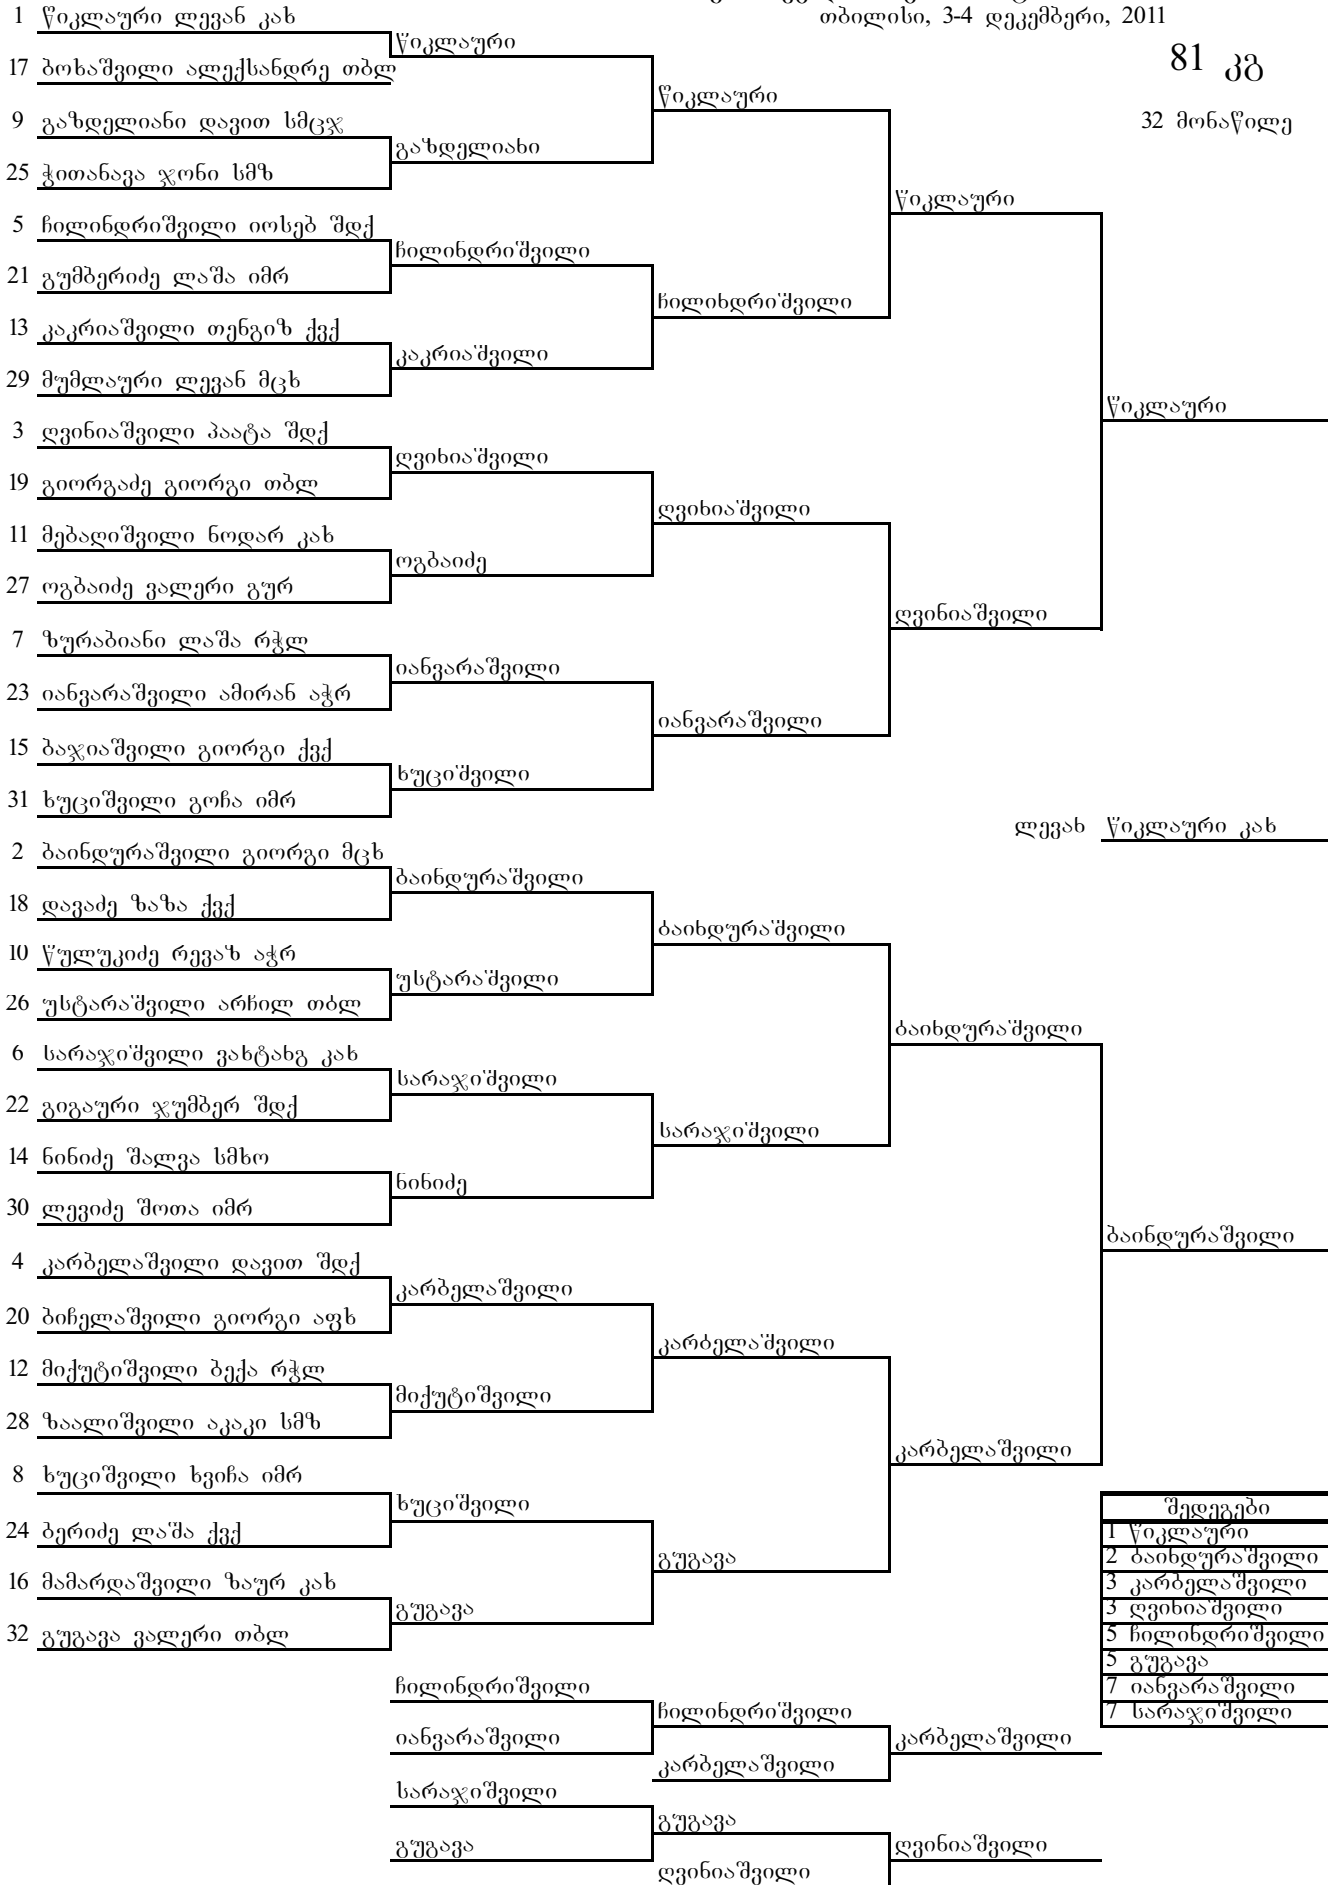 თბილისი, 3-4 დეკემბერი, 2011
81 კგ
32 მონაწილე
1 წიკლაური ლევან კახ
17 ბოხაშვილი ალექსანდრე თბლ
9 გაზდელიანი დავით სმცჯ
25 ჭითანავა ჯონი სმზ
5 ჩილინდრიშვილი იოსებ შდქ
21 გუმბერიძე ლაშა იმრ
13 კაკრიაშვილი თენგიზ ქვქ
29 მუმლაური ლევან მცხ
3 ღვინიაშვილი პაატა შდქ
19 გიორგაძე გიორგი თბლ
11 მებაღიშვილი ნოდარ კახ
27 ოგბაიძე ვალერი გურ
7 ზურაბიანი ლაშა რჭლ
23 იანვარაშვილი ამირან აჭრ
15 ბაჯიაშვილი გიორგი ქვქ
31 ხუციშვილი გოჩა იმრ
2 ბაინდურაშვილი გიორგი მცხ
18 დავაძე ზაზა ქვქ
10 წულუკიძე რევაზ აჭრ
26 უსტარაშვილი არჩილ თბლ
6 სარაჯიშვილი ვახტანგ კახ
22 გიგაური ჯუმბერ შდქ
14 ნინიძე შალვა სმხო
30 ლევიძე შოთა იმრ
4 კარბელაშვილი დავით შდქ
20 ბიჩელაშვილი გიორგი აფხ
12 მიქუტიშვილი ბექა რჭლ
28 ზაალიშვილი აკაკი სმზ
8 ხუციშვილი ხვიჩა იმრ
24 ბერიძე ლაშა ქვქ
16 მამარდაშვილი ზაურ კახ
32 გუგავა ვალერი თბლ
წიკლაური
გაზდელიანი
ჩილინდრიშვილი
კაკრიაშვილი
ღვინიაშვილი
ოგბაიძე
იანვარაშვილი
ხუციშვილი
ბაინდურაშვილი
უსტარაშვილი
სარაჯიშვილი
ნინიძე
კარბელაშვილი
მიქუტიშვილი
ხუციშვილი
გუგავა
წიკლაური
ჩილინდრიშვილი
ღვინიაშვილი
იანვარაშვილი
ბაინდურაშვილი
სარაჯიშვილი
კარბელაშვილი
გუგავა
წიკლაური
ღვინიაშვილი
ბაინდურაშვილი
კარბელაშვილი
წიკლაური
ბაინდურაშვილი
ლევან წიკლაური კახ
შედეგები
1 წიკლაური
2 ბაინდურაშვილი
3 კარბელაშვილი
3 ღვინიაშვილი
5 ჩილინდრიშვილი
5 გუგავა
7 იანვარაშვილი
7 სარაჯიშვილი
ჩილინდრიშვილი
იანვარაშვილი
სარაჯიშვილი
გუგავა
ჩილინდრიშვილი
კარბელაშვილი
გუგავა
ღვინიაშვილი
კარბელაშვილი
ღვინიაშვილი